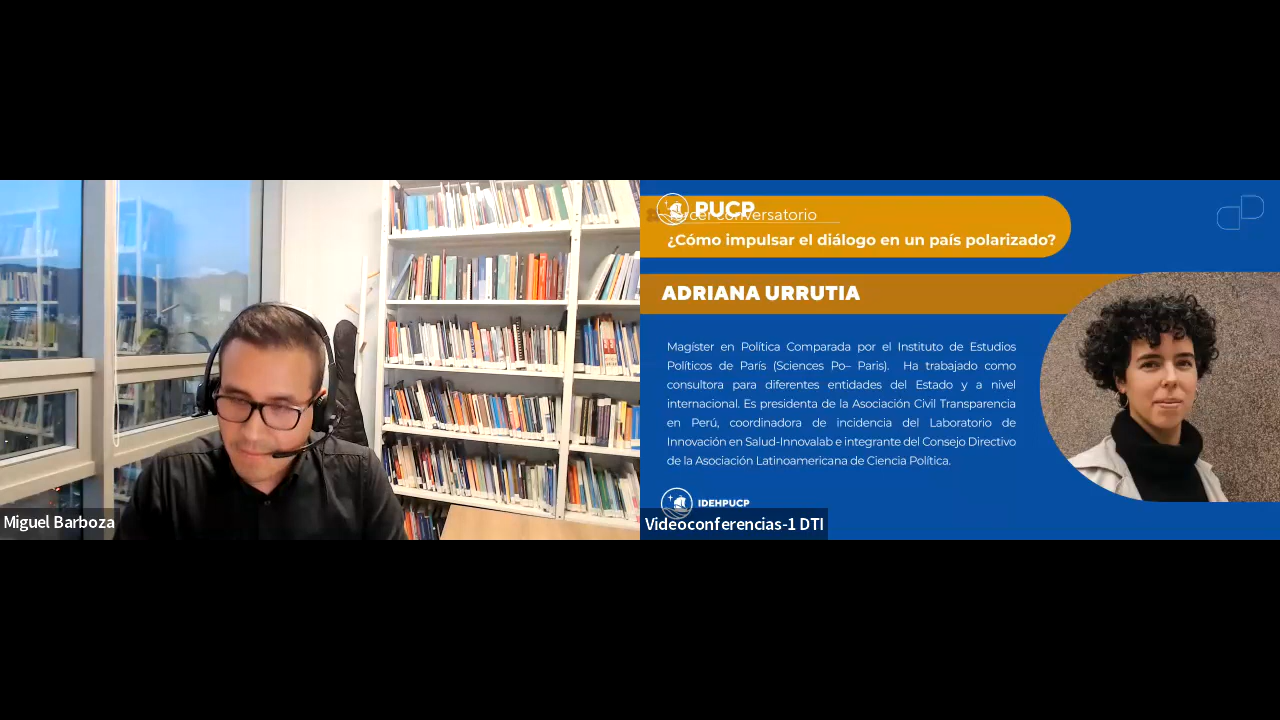 PUCP
Tercer conversatorio
¿Cómo impulsar el diálogo en un país polarizado?
ADRIANA URRUTIA
Magíster en Política Comparada por el Instituto de Estudios
Políticos de París (Sciences Po– Paris). Ha trabajado como
consultora para diferentes entidades del Estado y a nivel
internacional. Es presidenta de la Asociación Civil Transparencia
en Perú, coordinadora de incidencia del Laboratorio de
Innovación en Salud-Innovalab e integrante del Consejo Directivo
de la Asociación Latinoamericana de Ciencia Política.
IDEHPUCP
Miguel Barboza
Videoconferencias-1 DTI